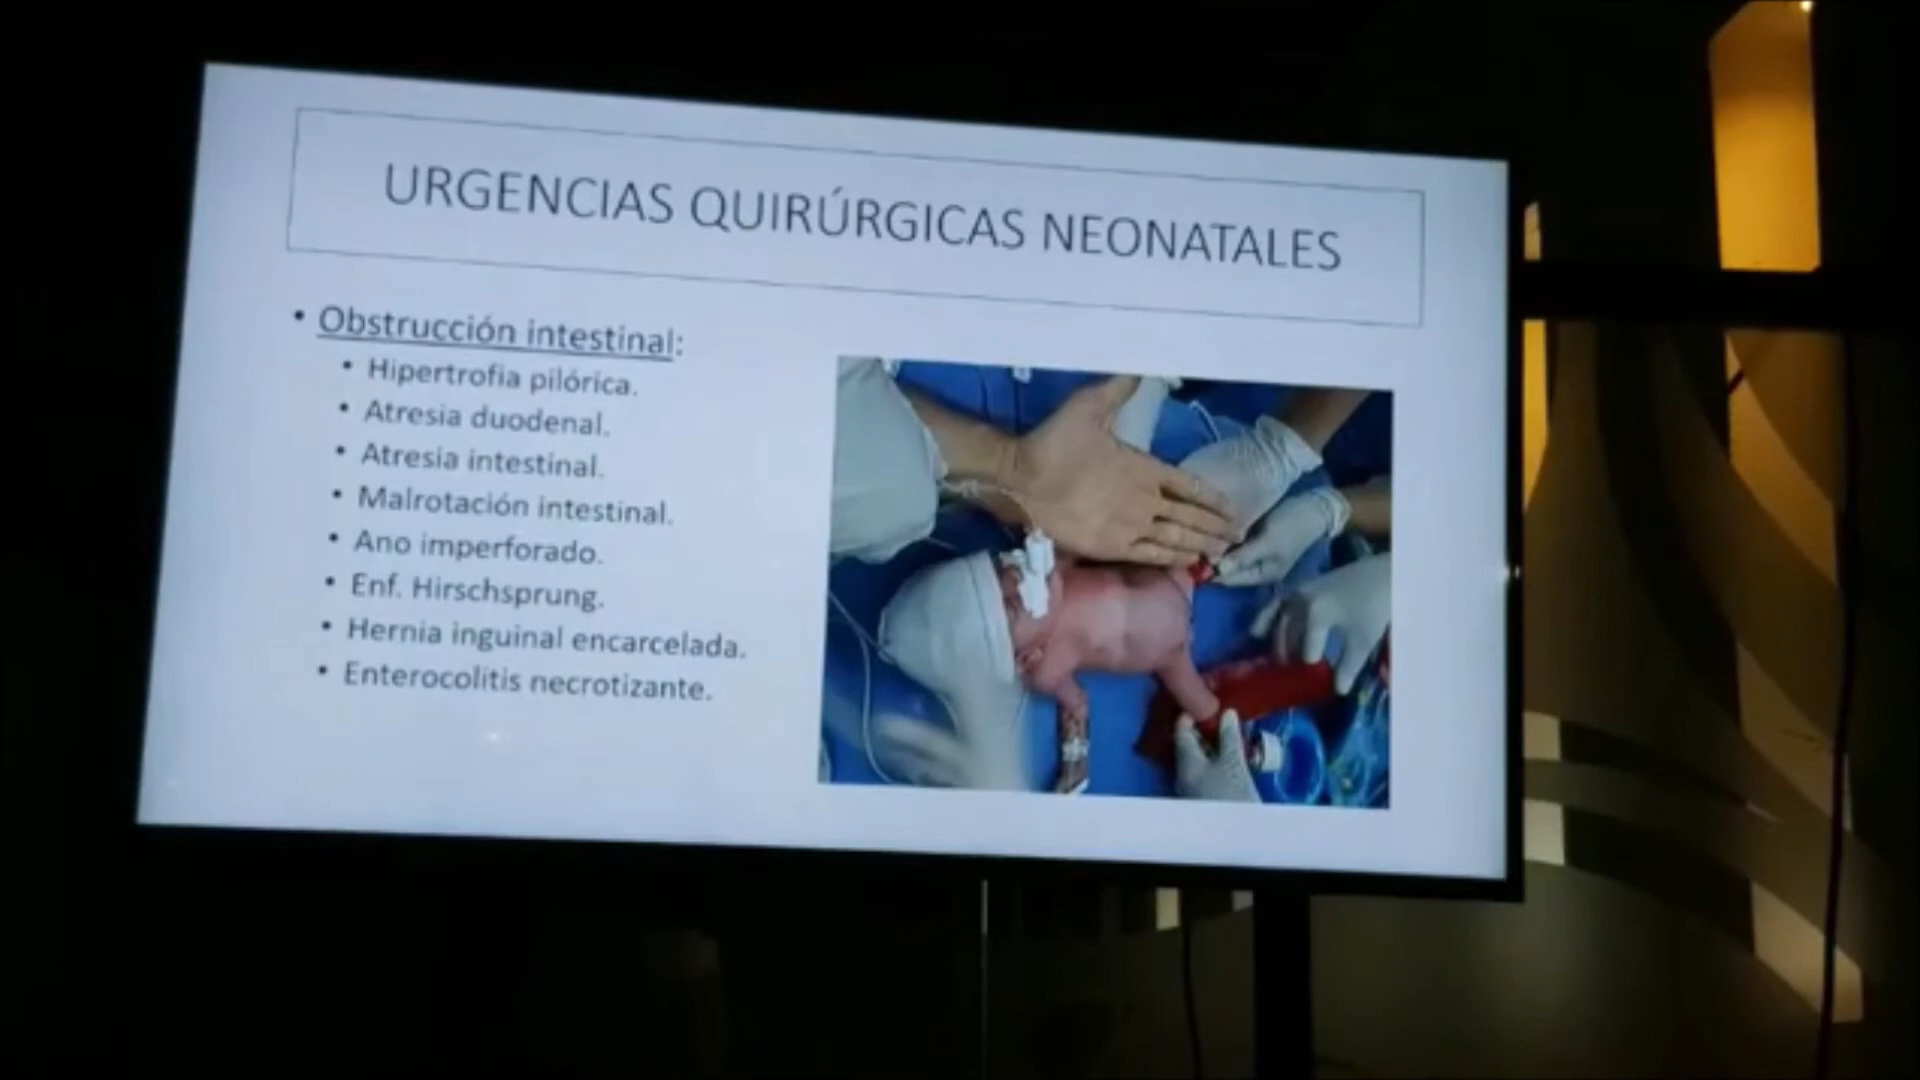 URGENCIAS QUIRÚRGICAS NEONATALES
• Obstrucción intestinal:
• Hipertrofia pilórica.
• Atresia duodenal.
• Atresia intestinal.
• Malrotación intestinal.
• Ano imperforado.
• Enf. Hirschsprung.
• Hernia inguinal encarcelada.
• Enterocolitis necrotizante.